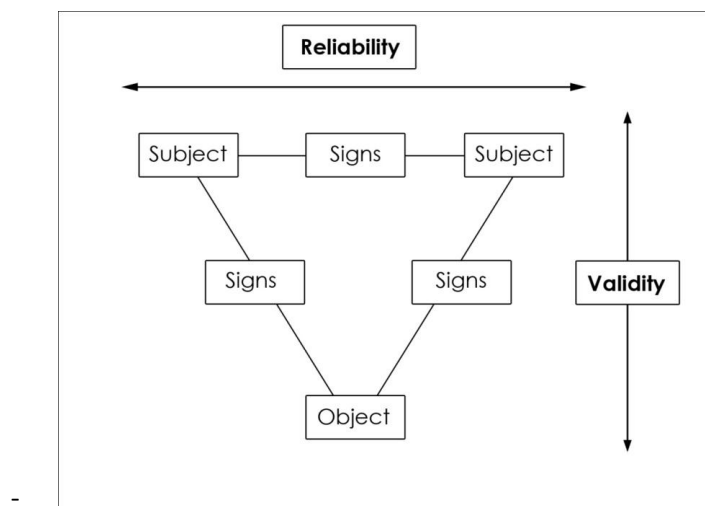 Reliability
Subject
Signs
Subject
Signs
Signs
Validity
Object
-